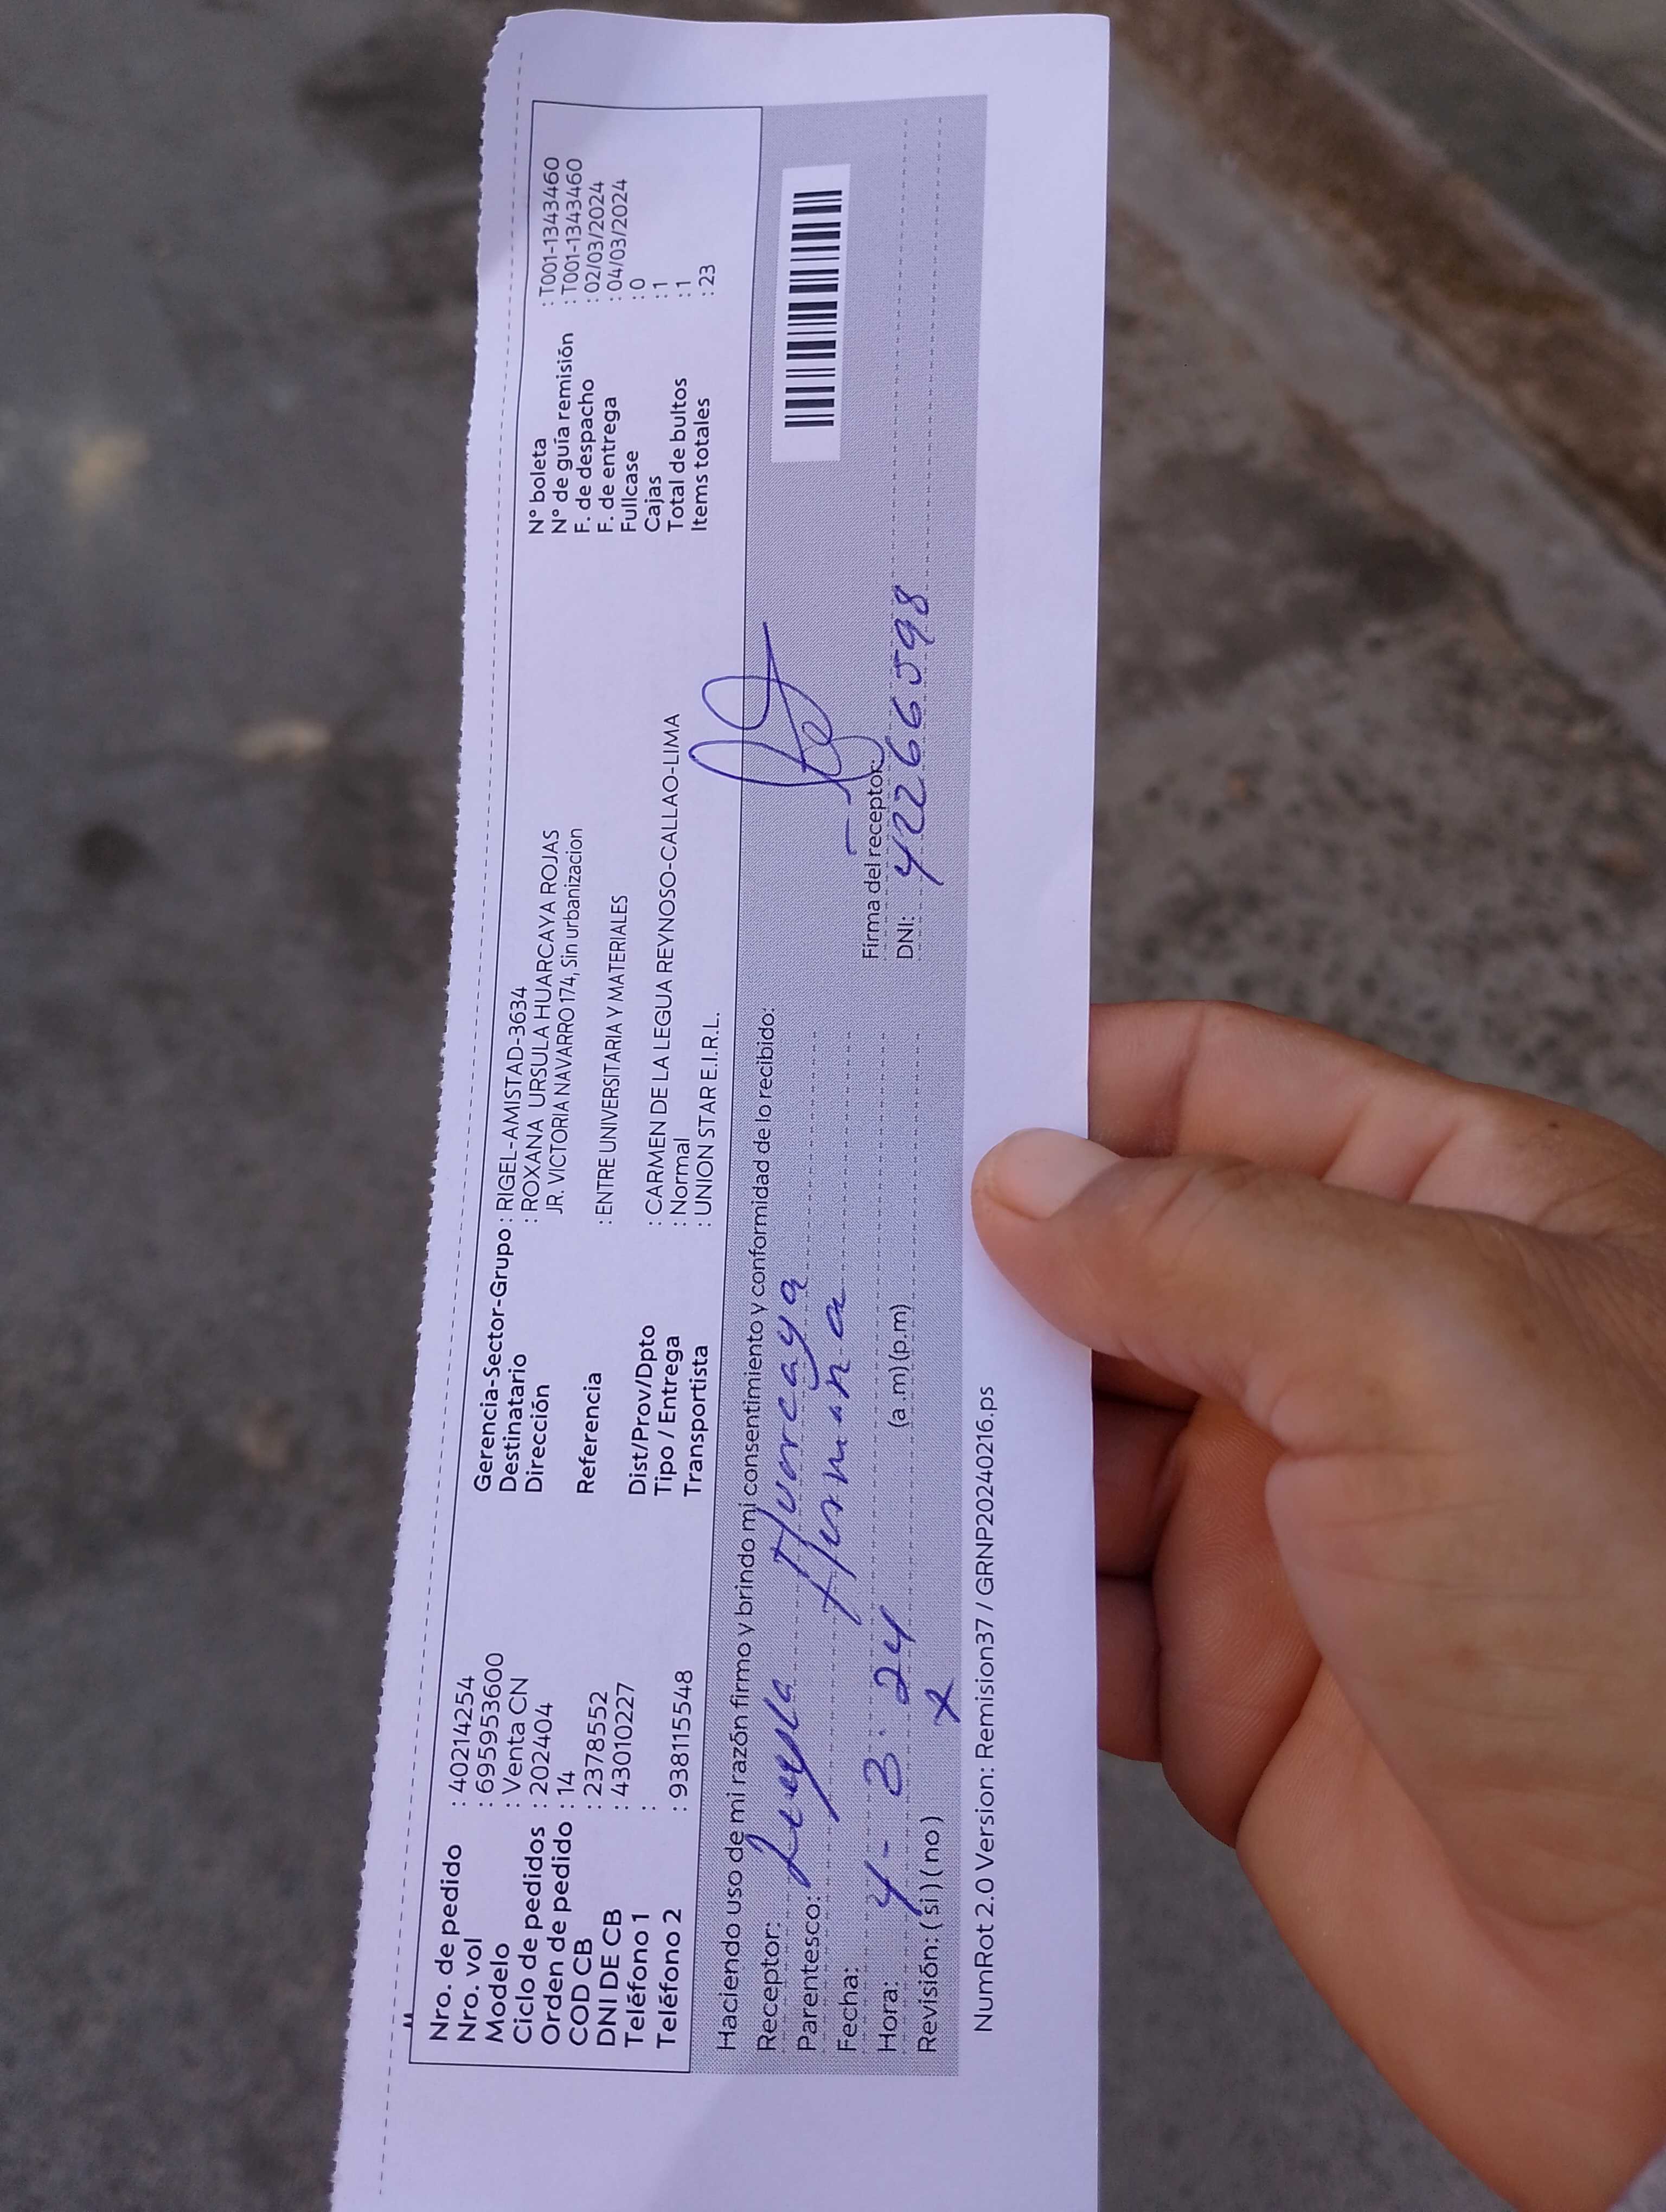 Nro. de pedido : 40214254
Nro. vol : 695953600
Modelo : Venta CN
Ciclo de pedidos : 202404
Orden de pedido : 14
COD CB : 23785552
DNI DE CB : 43010227
Teléfono 1 :
Teléfono 2 : 938115548
Gerencia-Sector-Grupo : RIGEL-AMISTAD-3634
Destinatario : ROXANA URSULA HUARCAYA ROJAS
Dirección JR. VICTORIA NAVARRO 174, Sin urbanizacion
Referencia : ENTRE UNIVERSITARIA Y MATERIALES
Dist/Prov/Dpto : CARMEN DE LA LEGUA REYNOSO-CALLAO-LIMA
Tipo / Entrega : Normal
Transportista : UNION STAR E.I.R.L.
N° boleta : T001-1343460
N° de guía remisión : T001-1343460
F. de despacho : 02/03/2024
F. de entrega : 04/03/2024
Fullcase : 0
Cajas : 1
Total de bultos : 1
Items totales : 23
Haciendo uso de mi razón firmo y brindo mi consentimiento y conformidad de lo recibido:
Receptor: Leyla Huarcaya
Parentesco: Hermana
Fecha: 4-3-24
Hora: (a.m) (p.m)
Revisión: (si) (no) x
Firma del receptor:
DNI: 42266598
NumRot 2.0 Version: Remision37 / GRNP20240216.ps